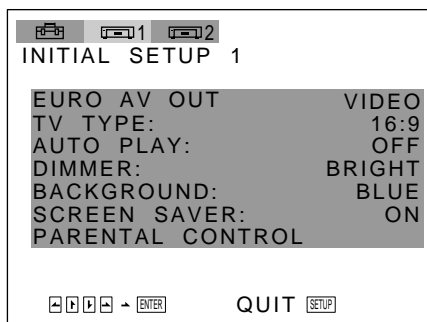 1 2
INITIAL SETUP 1
EURO AV OUT VIDEO
TV TYPE: 16:9
AUTO PLAY: OFF
DIMMER: BRIGHT
BACKGROUND: BLUE
SCREEN SAVER: ON
PARENTAL CONTROL
ENTER QUIT SETUP